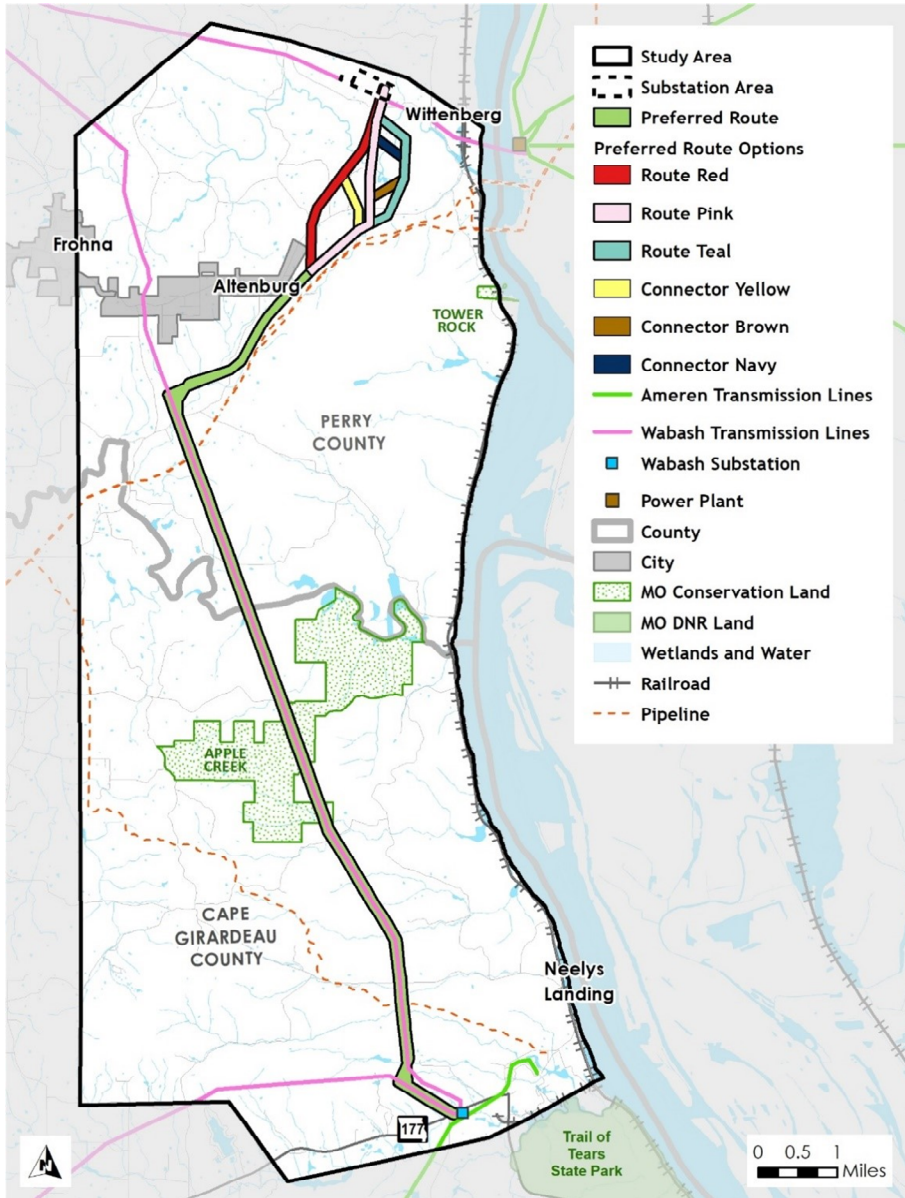 Study Area
Substation Area
Preferred Route
Preferred Route Options
Route Red
Route Pink
Route Teal
Connector Yellow
Connector Brown
Connector Navy
Ameren Transmission Lines
Wabash Transmission Lines
Wabash Substation
Power Plant
County
City
MO Conservation Land
MO DNR Land
Wetlands and Water
Railroad
Pipeline
Wittenberg
Frohna
Altenburg
TOWER
ROCK
PERRY
COUNTY
APPLE
CREEK
CAPE
GIRARDEAU
COUNTY
Neelys
Landing
177
Trail of
Tears
State Park
N
0 0.5 1
Miles